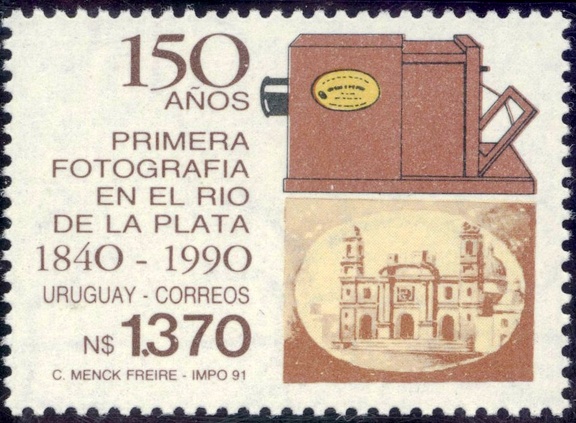 150
AÑOS
PRIMERA
FOTOGRAFIA
EN EL RIO
DE LA PLATA
1840 - 1990
URUGUAY - CORREOS
N$ 1.370
C. MENCK FREIRE - IMPO 91